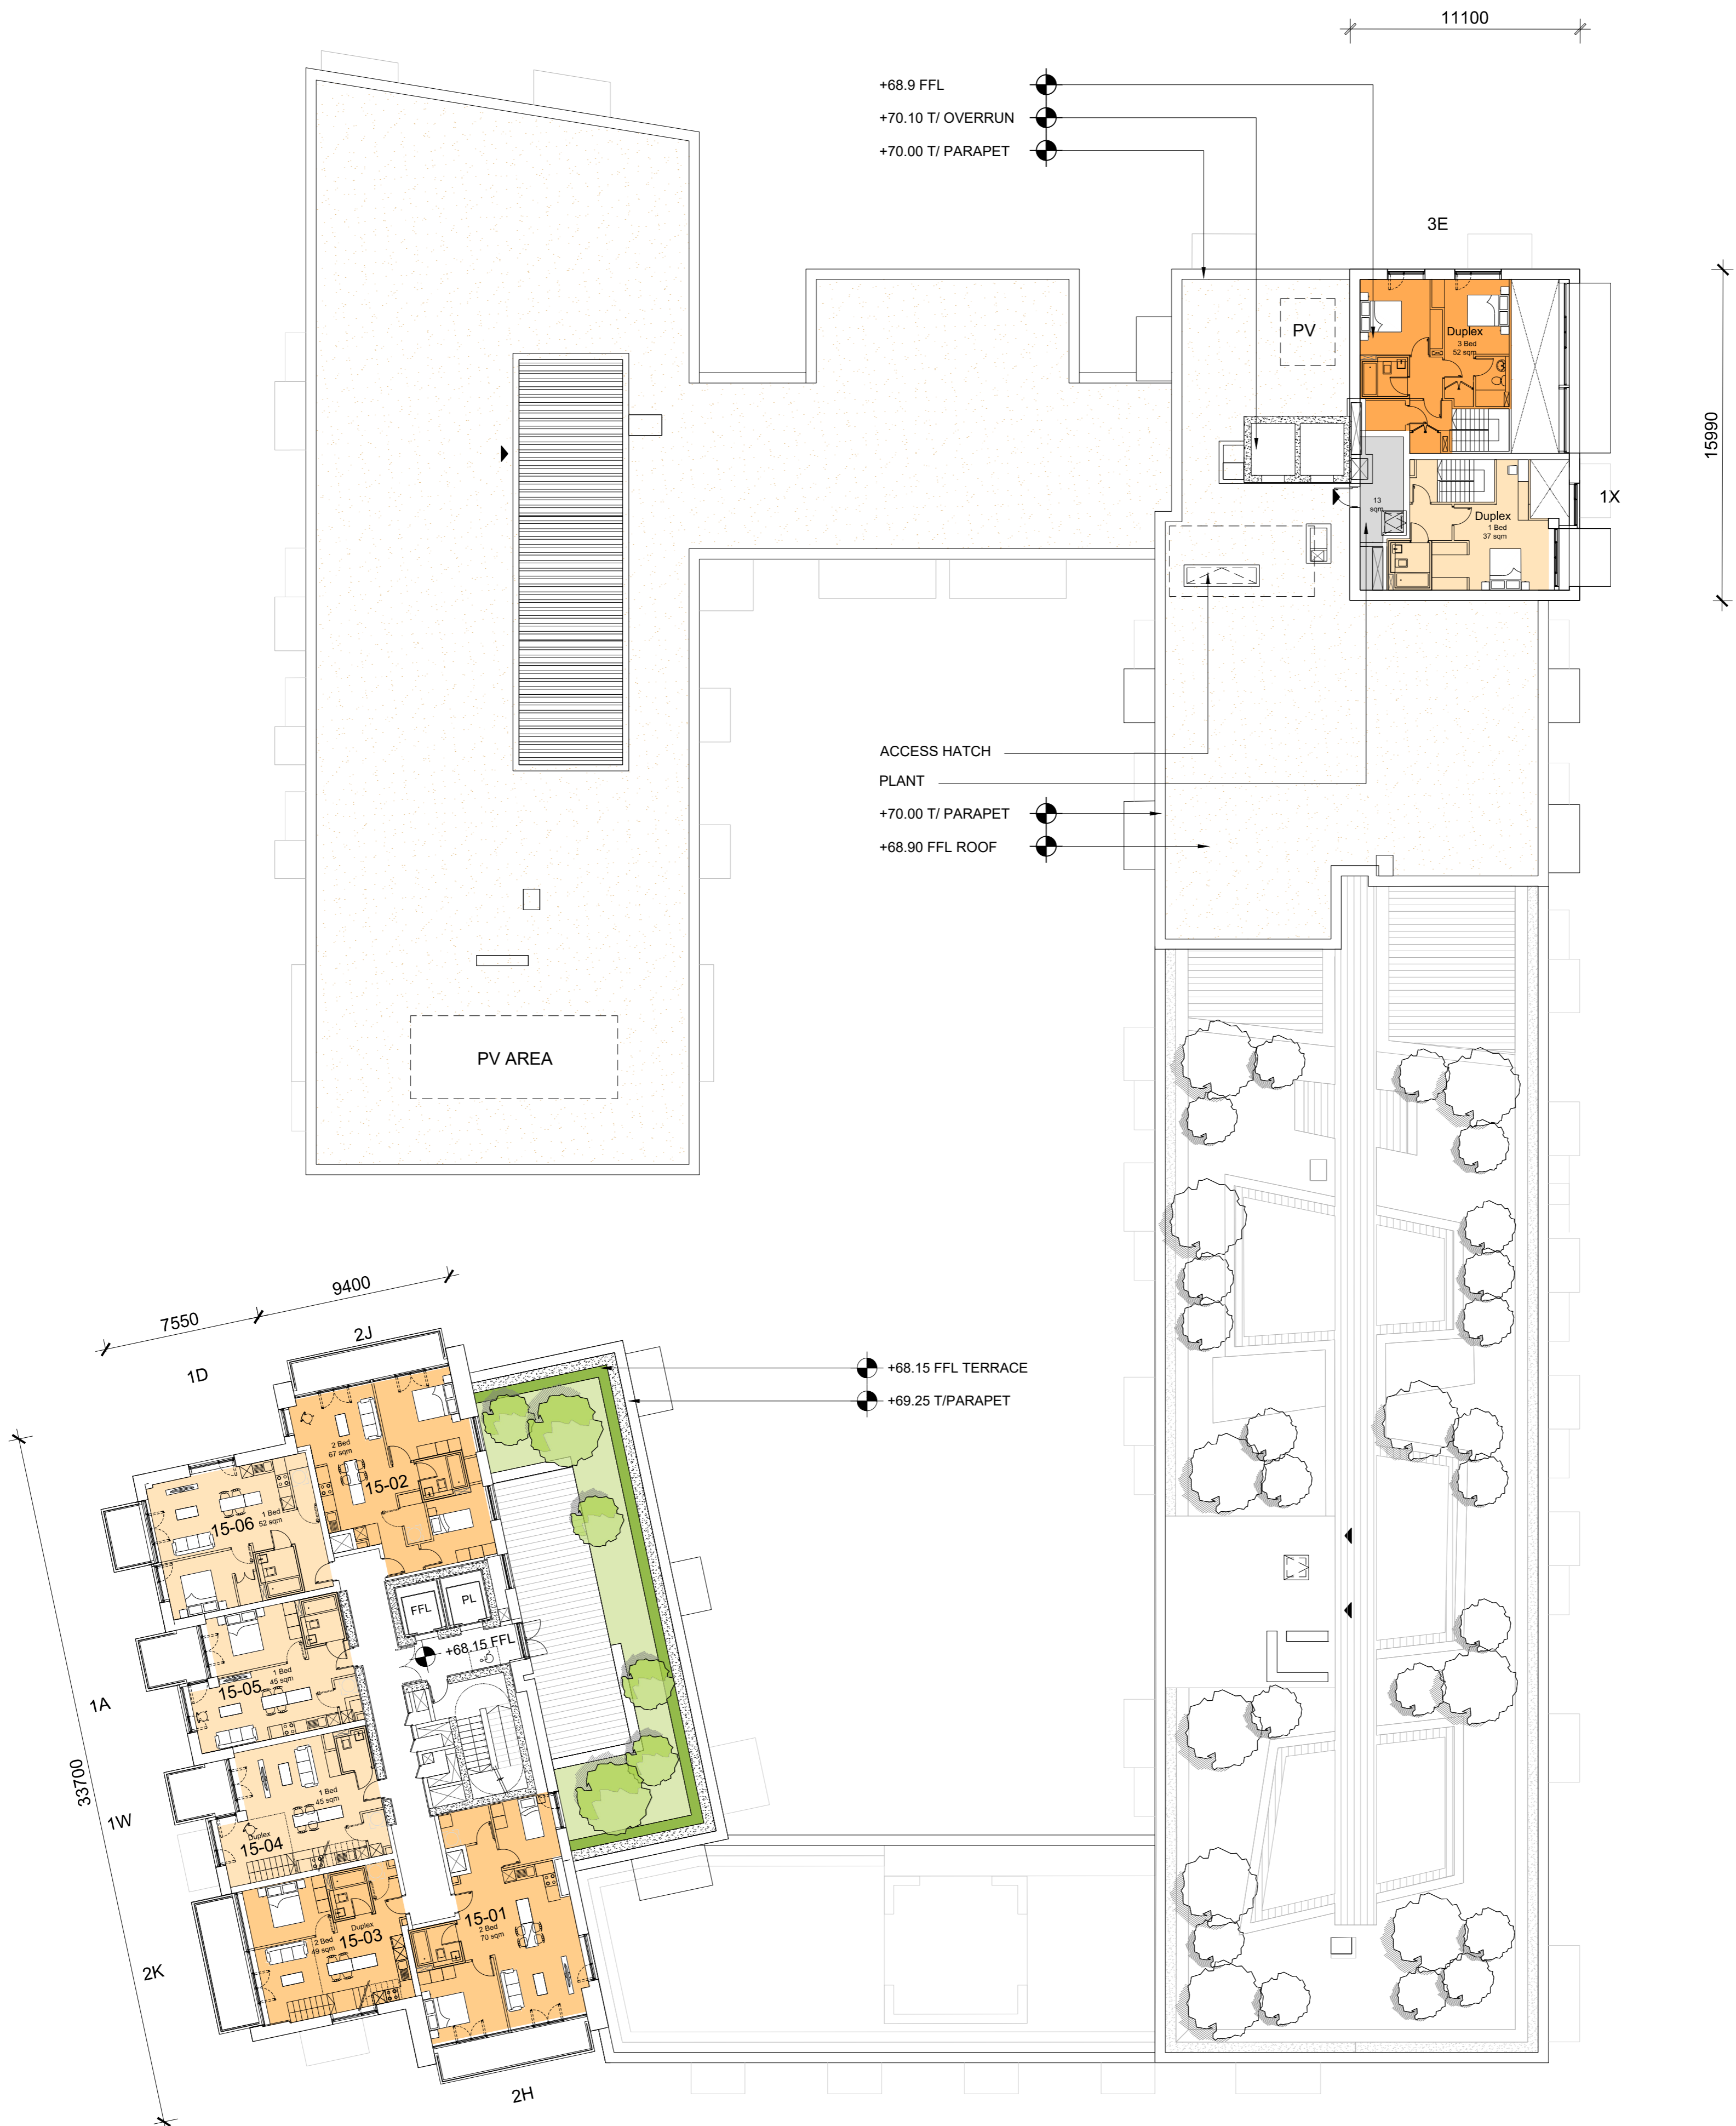 11100
+68.9 FFL
+70.10 T/ OVERRUN
+70.00 T/ PARAPET
3E
15990
PV
Duplex
3 Bed
52 sqm
1X
13
sqm
Duplex
1 Bed
37 sqm
ACCESS HATCH
PLANT
+70.00 T/ PARAPET
+68.90 FFL ROOF
PV AREA
9400
7550
2J
1D
+68.15 FFL TERRACE
+69.25 T/PARAPET
2 Bed
67 sqm
15-02
1 Bed
52 sqm
15-06
FFL
PL
+68.15 FFL
1 Bed
45 sqm
15-05
1A
33700
1W
1 Bed
45 sqm
Duplex
15-04
2K
Duplex
15-03
2 Bed
49 sqm
15-01
2 Bed
70 sqm
2H